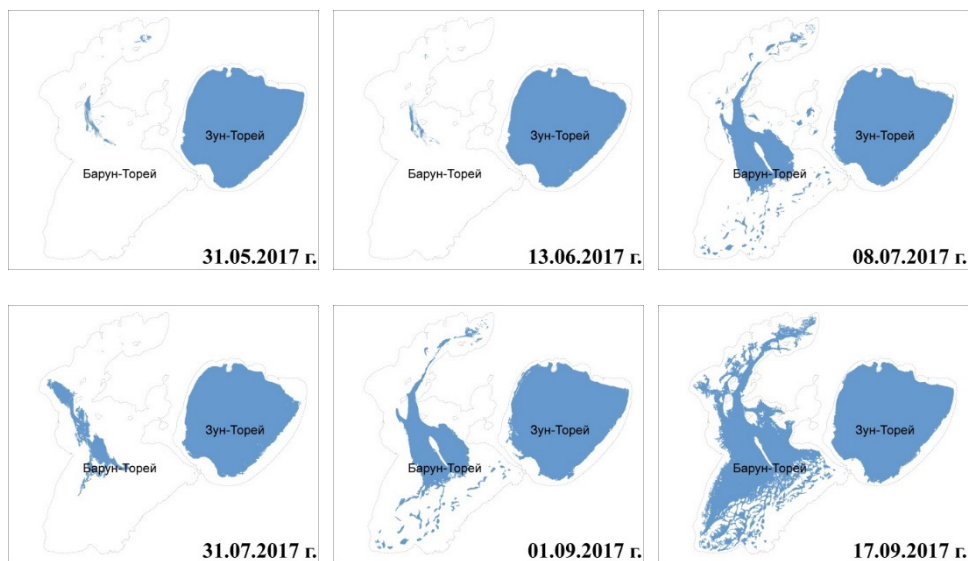 Зун-Торей
Барун-Торей
31.05.2017 г.
Зун-Торей
Барун-Торей
13.06.2017 г.
Зун-Торей
Барун-Торей
08.07.2017 г.
Зун-Торей
Барун-Торей
31.07.2017 г.
Зун-Торей
Барун-Торей
01.09.2017 г.
Зун-Торей
Барун-Торей
17.09.2017 г.